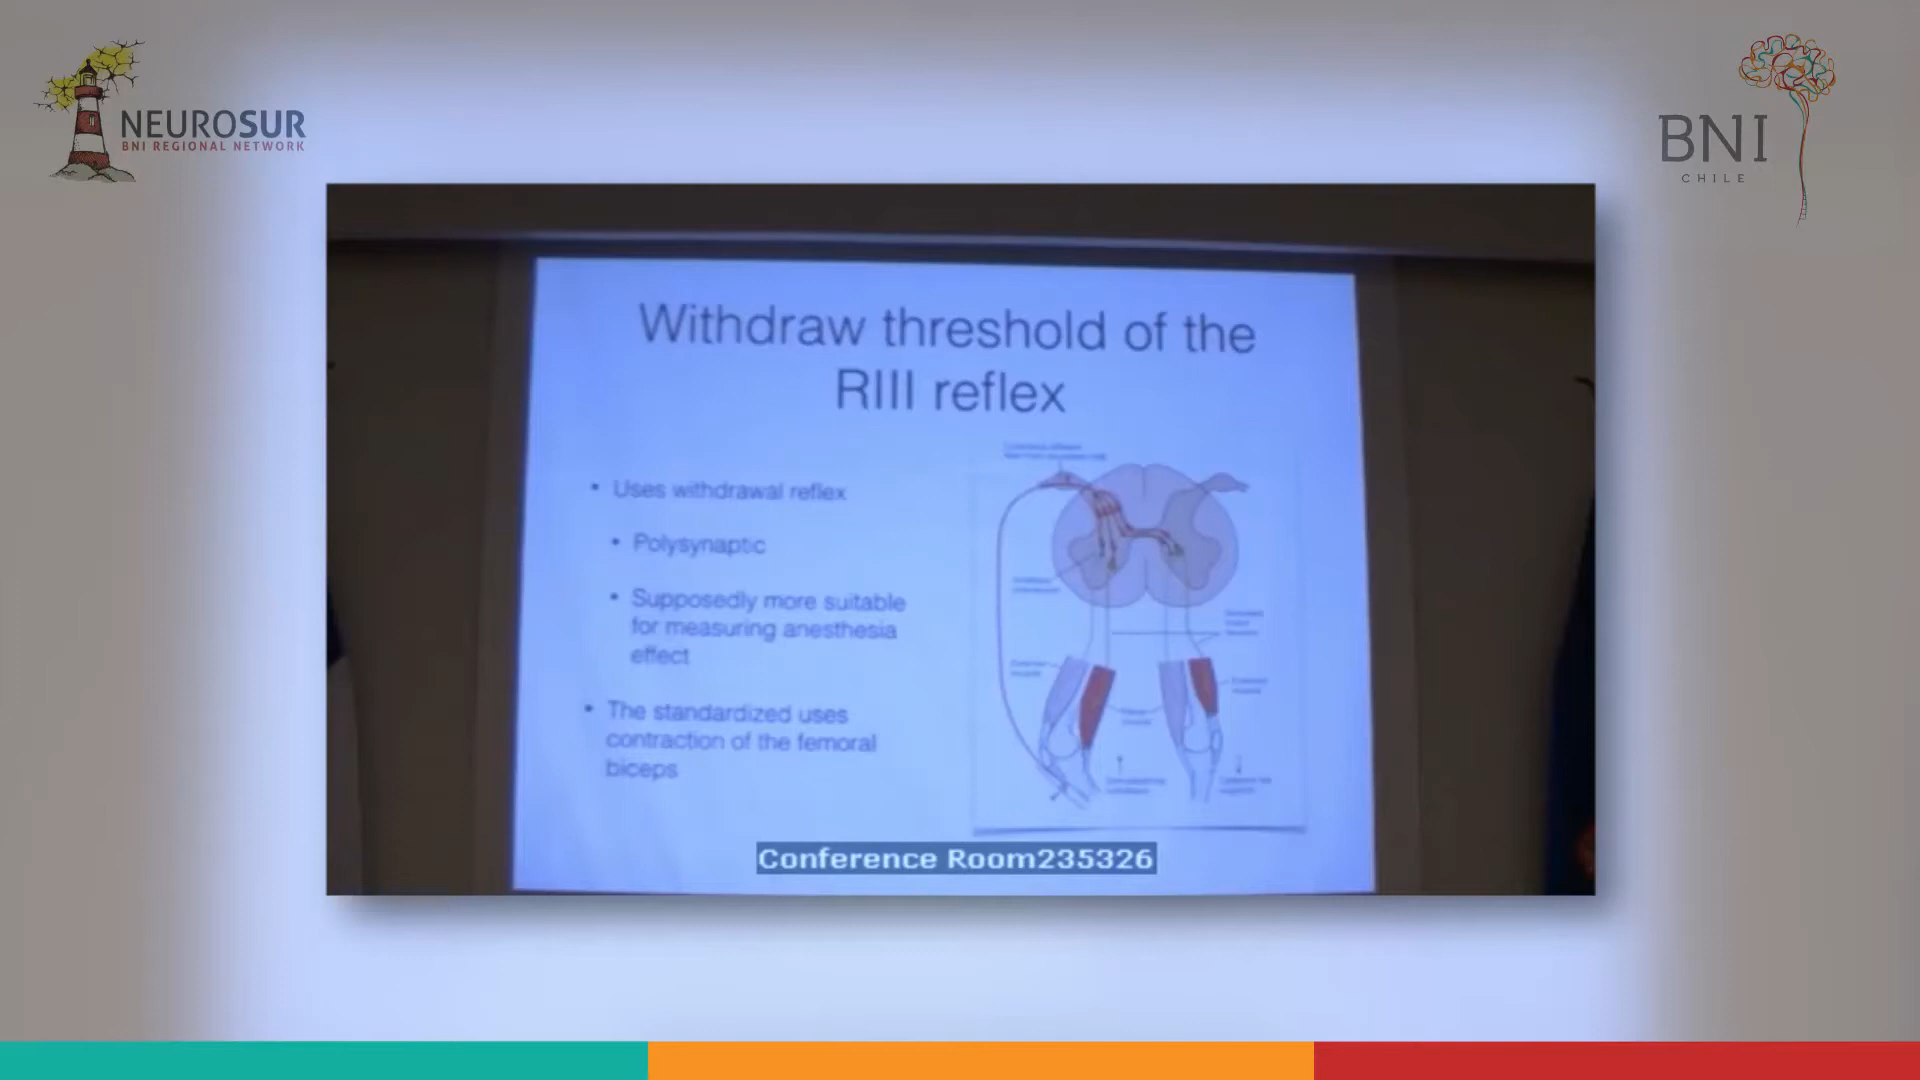 NEUROSUR
BNI REGIONAL NETWORK
BNI
CHILE
Withdraw threshold of the
RIII reflex
• Uses withdrawal reflex
• Polysynaptic
• Supposedly more suitable
for measuring anesthesia
effect
• The standardized uses
contraction of the femoral
biceps
Conference Room235326